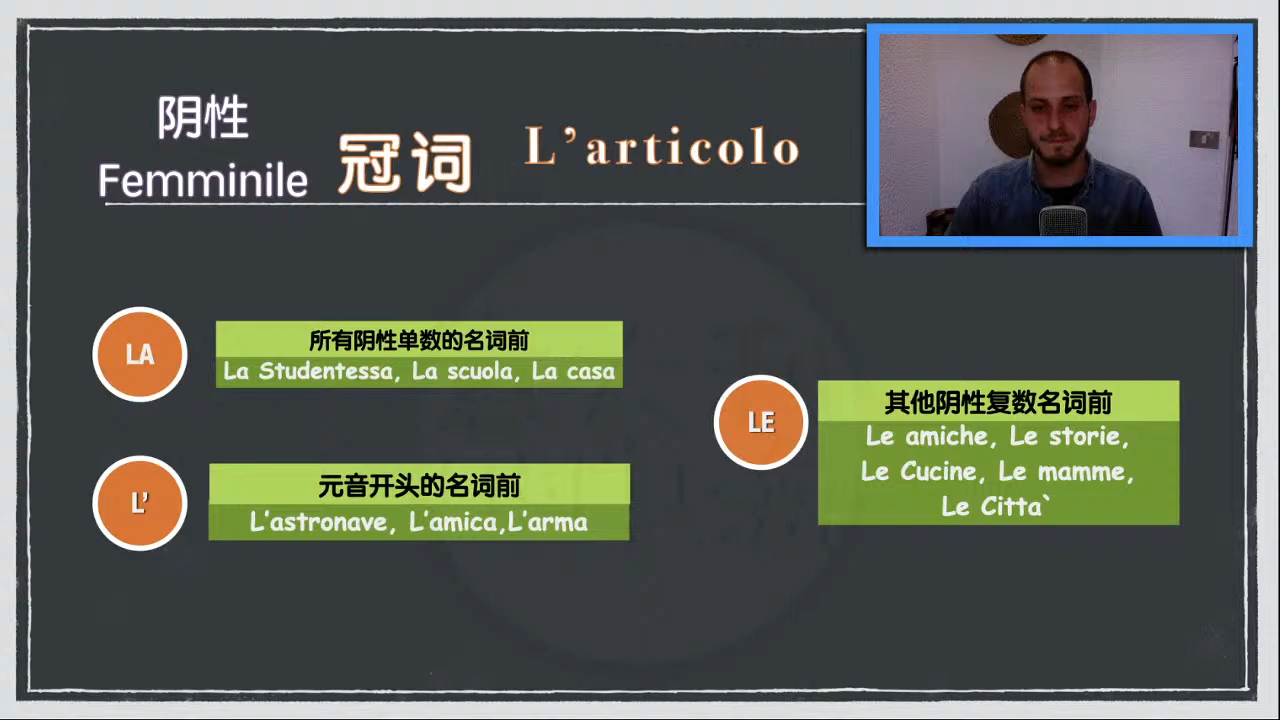 阴性
Femminile
冠词
L’articolo
LA
所有阴性单数的名词前
La Studentessa, La scuola, La casa
L’
元音开头的名词前
L’astronave, L’amica,L’arma
LE
其他阴性复数名词前
Le amiche, Le storie,
Le Cucine, Le mamme,
Le Citta`